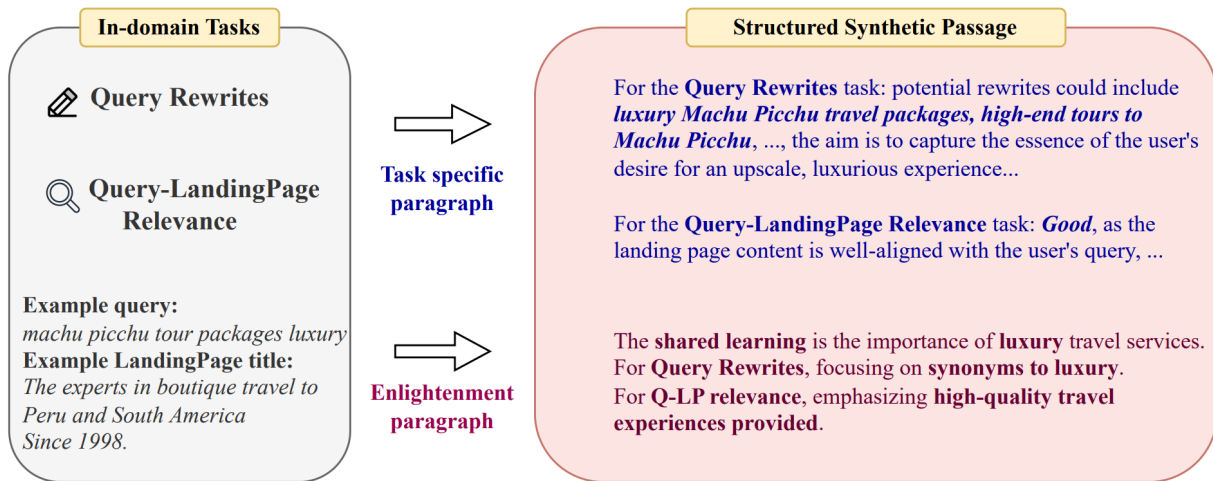 In-domain Tasks
Query Rewrites
Query-LandingPage
Relevance
Example query:
machu picchu tour packages luxury
Example LandingPage title:
The experts in boutique travel to
Peru and South America
Since 1998.
Task specific
paragraph
Enlightenment
paragraph
Structured Synthetic Passage
For the Query Rewrites task: potential rewrites could include
luxury Machu Picchu travel packages, high-end tours to
Machu Picchu, ..., the aim is to capture the essence of the user's
desire for an upscale, luxurious experience...
For the Query-LandingPage Relevance task: Good, as the
landing page content is well-aligned with the user's query, ...
The shared learning is the importance of luxury travel services.
For Query Rewrites, focusing on synonyms to luxury.
For Q-LP relevance, emphasizing high-quality travel
experiences provided.